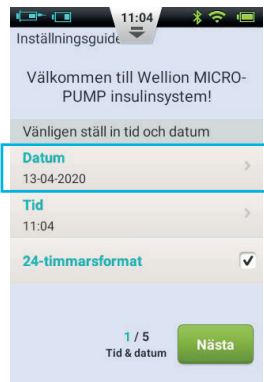 11:04
Inställningsguide
Välkommen till Wellion MICRO-
PUMP insulinsystem!
Vänligen ställ in tid och datum
Datum
13-04-2020
Tid
11:04
24-timmarsformat
1 / 5
Tid & datum
Nästa